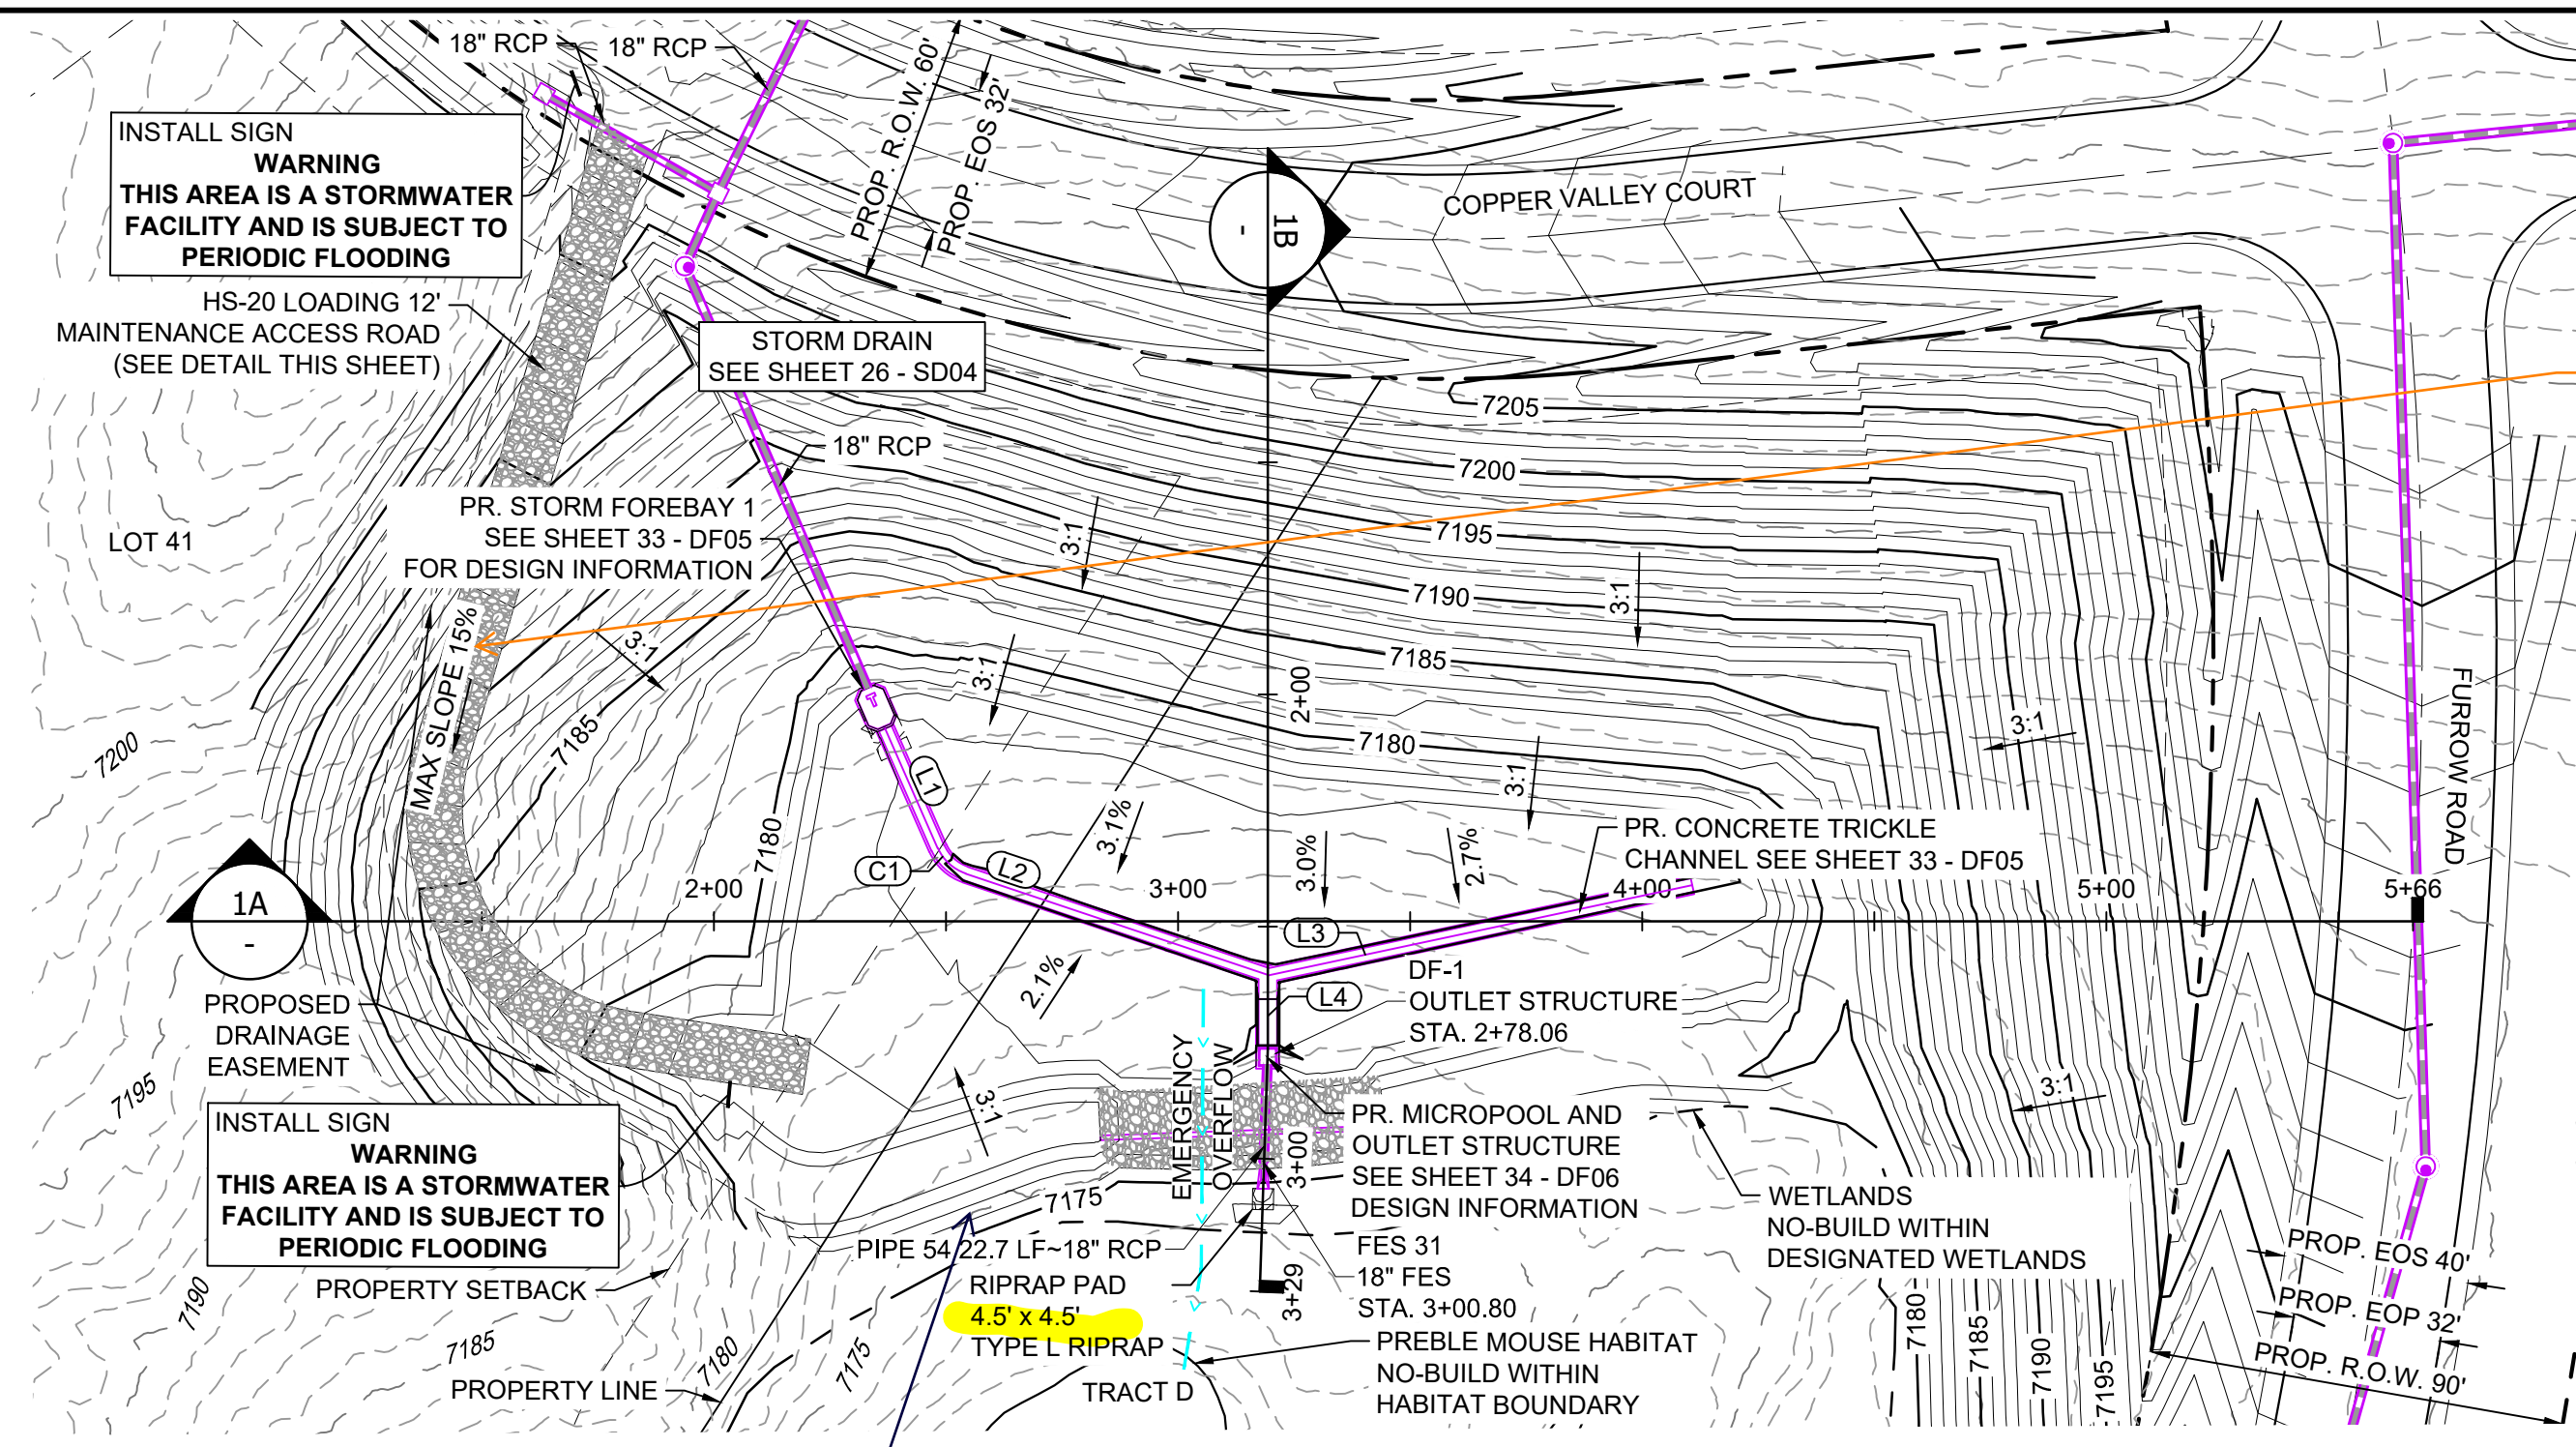 18" RCP
18" RCP
INSTALL SIGN
WARNING
THIS AREA IS A STORMWATER
FACILITY AND IS SUBJECT TO
PERIODIC FLOODING
HS-20 LOADING 12'
MAINTENANCE ACCESS ROAD
(SEE DETAIL THIS SHEET)
PROP. R.O.W. 60'
PROP. EOS 32'
1B
-
COPPER VALLEY COURT
STORM DRAIN
SEE SHEET 26 - SD04
18" RCP
PR. STORM FOREBAY 1
SEE SHEET 33 - DF05
FOR DESIGN INFORMATION
LOT 41
7205
7200
7195
7190
7185
7180
3:1
3:1
3:1
3:1
3:1
3:1
MAX SLOPE 15%
7185
7180
7200
2+00
FURROW ROAD
L1
C1
L2
2+00
3+00
4+00
5+00
5+66
3.1%
3.0%
2.7%
2.1%
PR. CONCRETE TRICKLE
CHANNEL SEE SHEET 33 - DF05
1A
-
L3
L4
DF-1
OUTLET STRUCTURE
STA. 2+78.06
PROPOSED
DRAINAGE
EASEMENT
7195
3:1
3:1
EMERGENCY
OVERFLOW
3+00
PR. MICROPOOL AND
OUTLET STRUCTURE
SEE SHEET 34 - DF06
DESIGN INFORMATION
INSTALL SIGN
WARNING
THIS AREA IS A STORMWATER
FACILITY AND IS SUBJECT TO
PERIODIC FLOODING
7175
WETLANDS
NO-BUILD WITHIN
DESIGNATED WETLANDS
PIPE 54 22.7 LF~18" RCP
RIPRAP PAD
4.5' x 4.5'
TYPE L RIPRAP
FES 31
18" FES
STA. 3+00.80
3+29
PROPERTY SETBACK
7190
7185
7180
7175
PROPERTY LINE
TRACT D
PREBLE MOUSE HABITAT
NO-BUILD WITHIN
HABITAT BOUNDARY
7180
7185
7190
7195
PROP. EOS 40'
PROP. EOP 32'
PROP. R.O.W. 90'